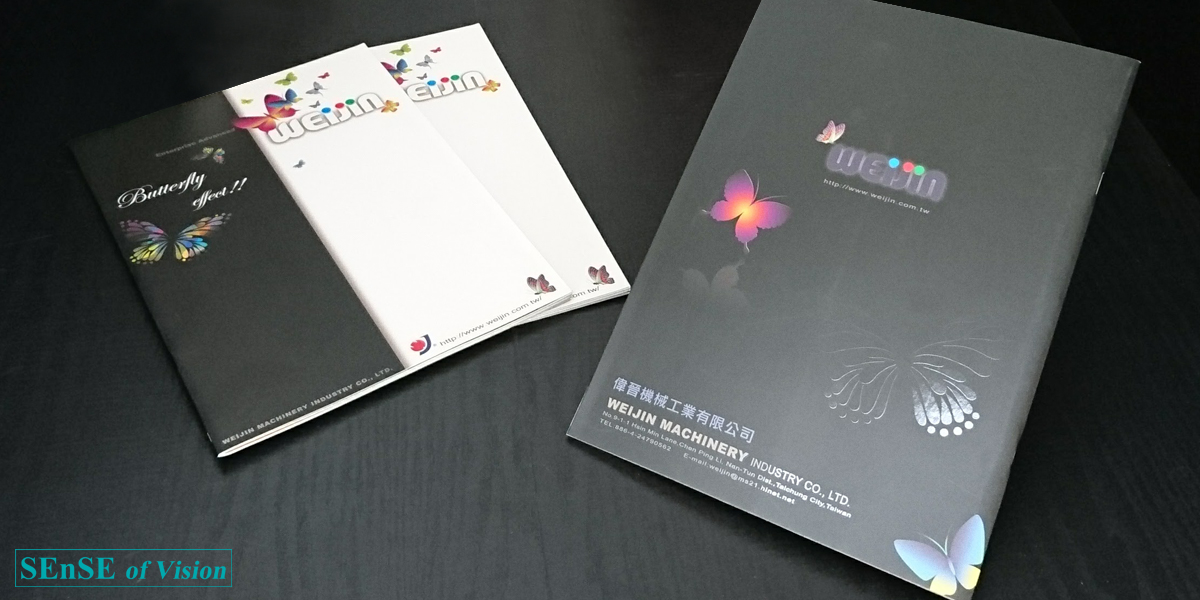 WEiJiN
Butterfly
effect!!
http://www.weijin.com.tw/
WEIJIN MACHINERY INDUSTRY CO., LTD.
WEiJiN
om.tw/
WEiJiN
http://www.weijin.com.tw
偉晉機械工業有限公司
WEIJIN MACHINERY INDUSTRY CO., LTD.
No.9-1-1 Hsin Min Lane,Chen Ping Li, Nan-Tun Dist.,Taichung City,Taiwan
TEL:886-4-24790562 E-mail:weijin@ms21.hinet.net
SEnSE of Vision